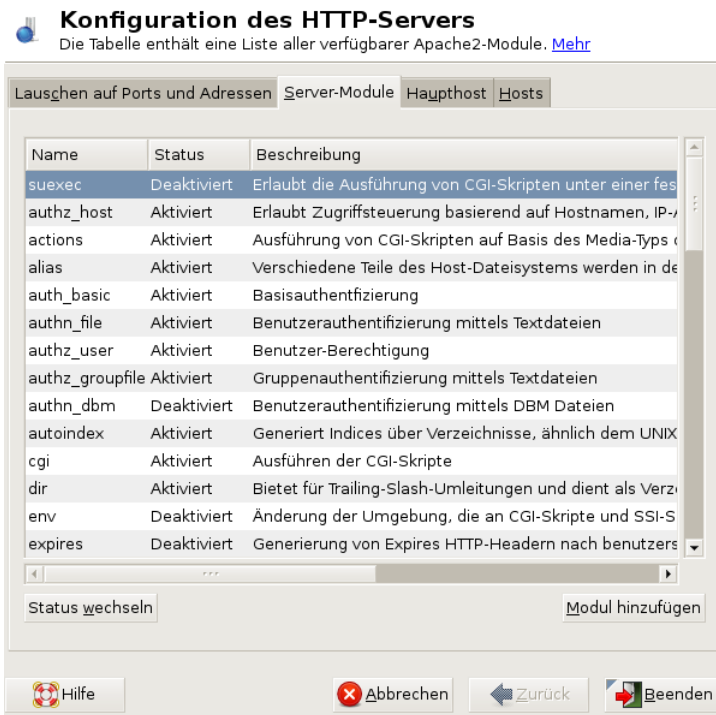 Konfiguration des HTTP-Servers
Die Tabelle enthält eine Liste aller verfügbarer Apache2-Module. Mehr
Lauschen auf Ports und Adressen Server-Module Haupthost Hosts
Name Status Beschreibung
suexec Deaktiviert Erlaubt die Ausführung von CGI-Skripten unter einer fes
authz_host Aktiviert Erlaubt Zugriffsteuerung basierend auf Hostnamen, IP-A
actions Aktiviert Ausführung von CGI-Skripten auf Basis des Media-Typs
alias Aktiviert Verschiedene Teile des Host-Dateisystems werden in de
auth_basic Aktiviert Basisauthentfizierung
authn_file Aktiviert Benutzerauthentifizierung mittels Textdateien
authz_user Aktiviert Benutzer-Berechtigung
authz_groupfile Aktiviert Gruppenauthentifizierung mittels Textdateien
authn_dbm Deaktiviert Benutzerauthentifizierung mittels DBM Dateien
autoindex Aktiviert Generiert Indices über Verzeichnisse, ähnlich dem UNIX
cgi Aktiviert Ausführen der CGI-Skripte
dir Aktiviert Bietet für Trailing-Slash-Umleitungen und dient als Verz
env Deaktiviert Änderung der Umgebung, die an CGI-Skripte und SSI-S
expires Deaktiviert Generierung von Expires HTTP-Headern nach benutzers
Status wechseln Modul hinzufügen
Hilfe Abbrechen Zurück Beenden